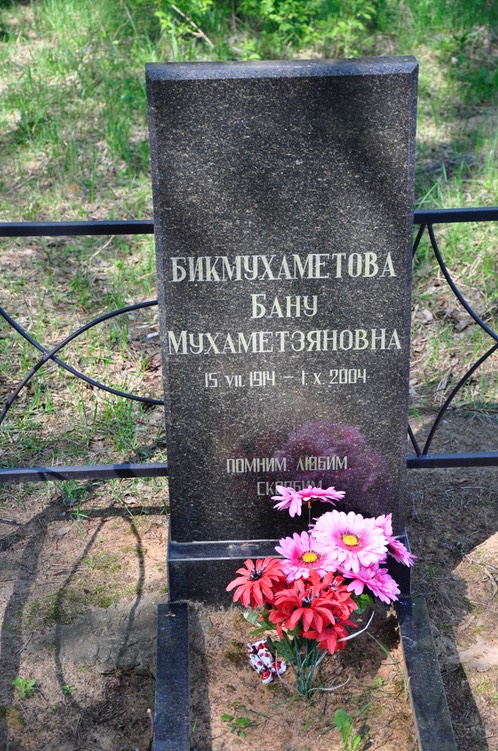 БИКМУХАМЕТОВА
БАНУ
МУХАМЕТЗЯНОВНА
15. VII. 1914 – 1. X. 2004
ПОМНИМ, ЛЮБИМ
СКОРБИМ